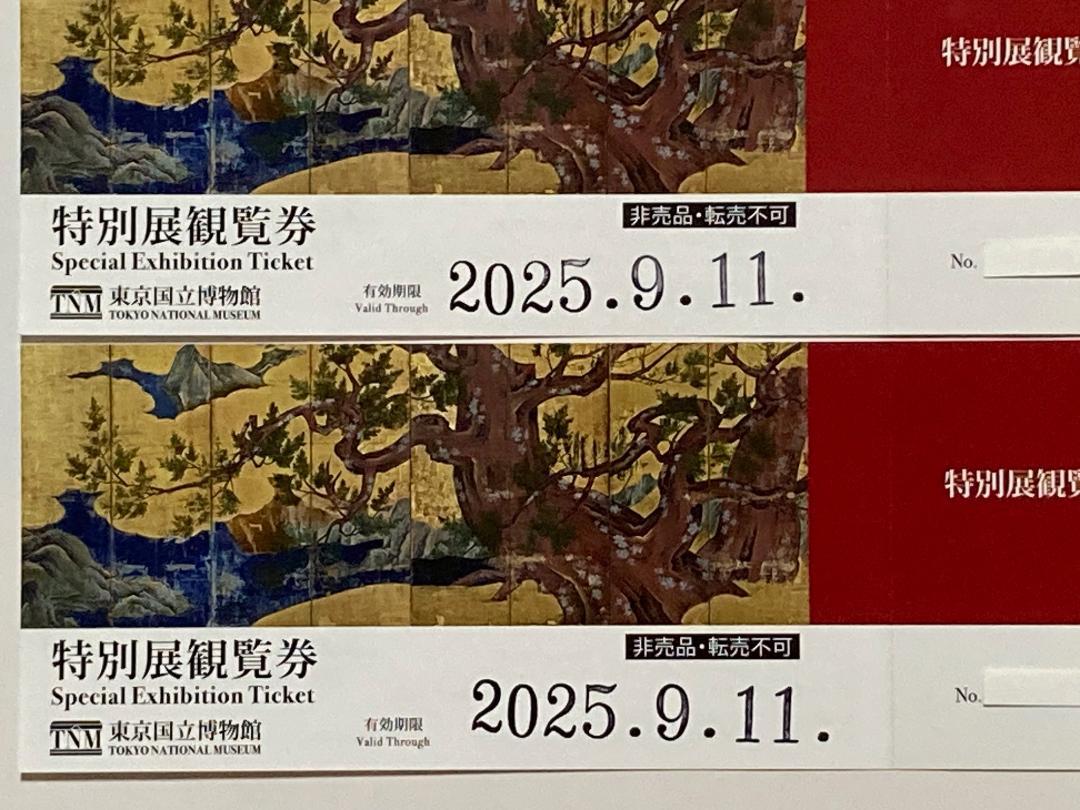 特別展観覧
非売品・転売不可
特別展観覧券
Special Exhibition Ticket
TNM 東京国立博物館
TOKYO NATIONAL MUSEUM
有効期限
Valid Through
2025.9.11.
No.
特別展観覧
非売品・転売不可
特別展観覧券
Special Exhibition Ticket
TNM 東京国立博物館
TOKYO NATIONAL MUSEUM
有効期限
Valid Through
2025.9.11.
No.